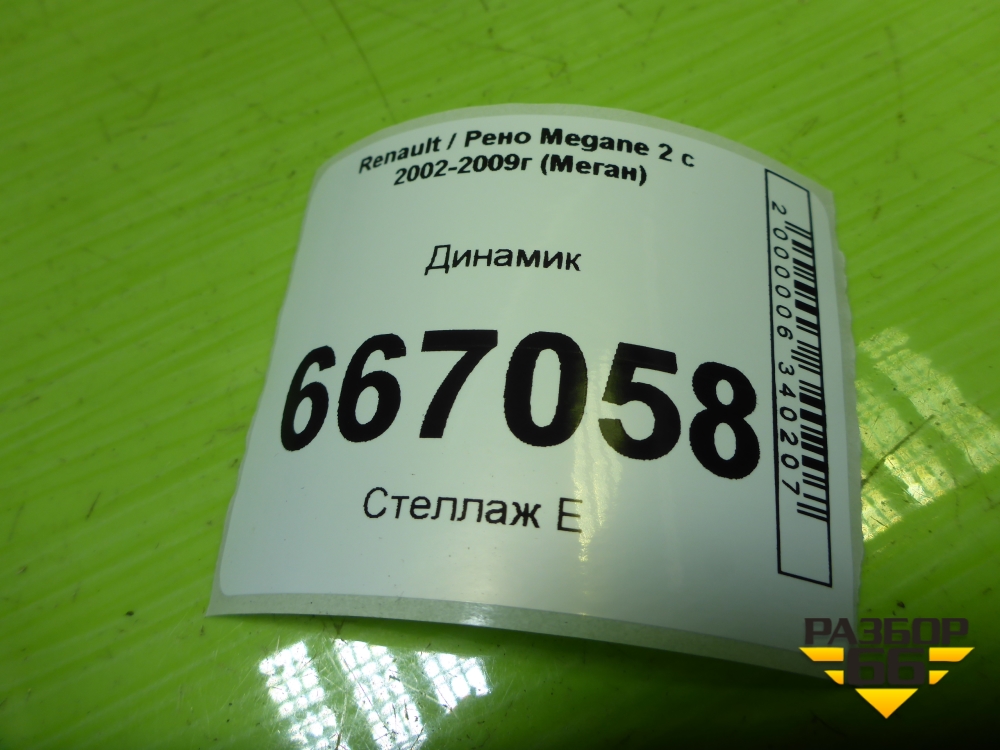 Renault / Рено Megane 2 с
2002-2009г (Меган)
Динамик
667058
Стеллаж Е
2000006340207
РАЗБОР
66